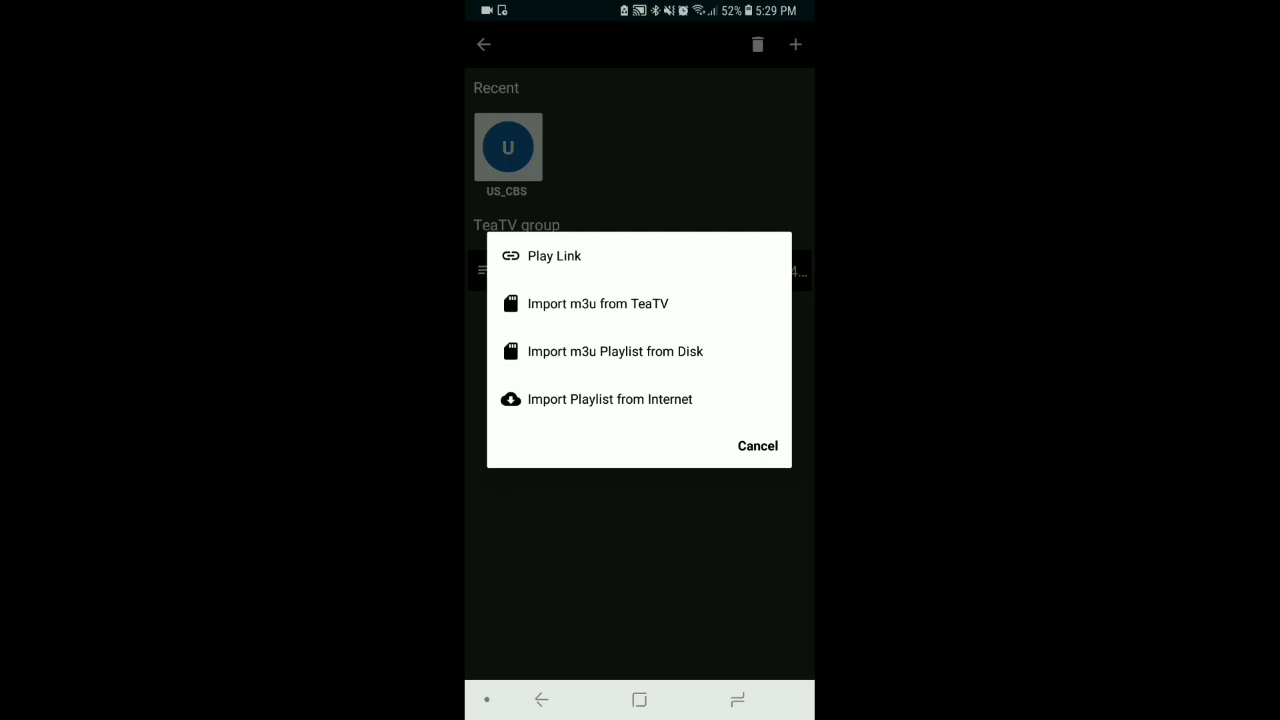 52% 5:29 PM
Recent
U
US_CBS
TeaTV group
4...
Play Link
Import m3u from TeaTV
Import m3u Playlist from Disk
Import Playlist from Internet
Cancel